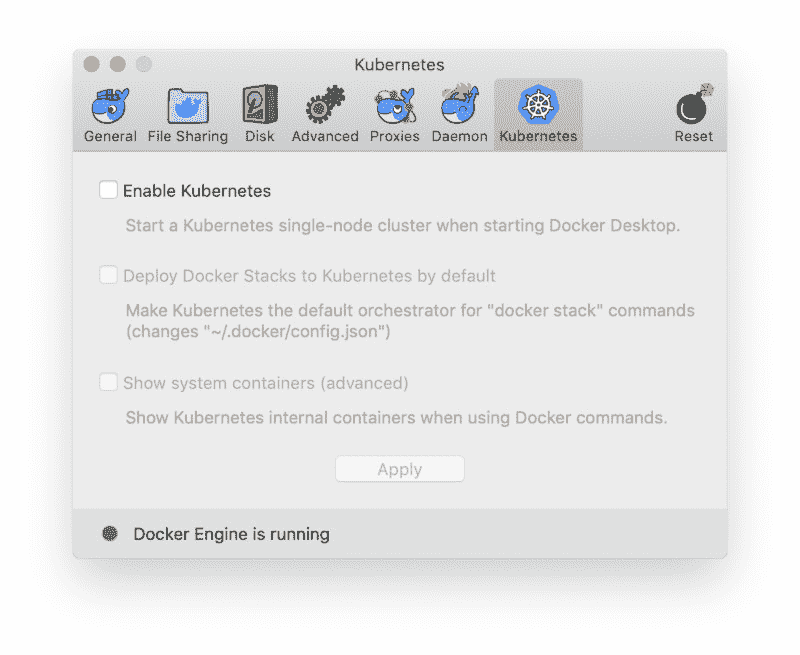 Kubernetes
General File Sharing Disk Advanced Proxies Daemon Kubernetes Reset
Enable Kubernetes
Start a Kubernetes single-node cluster when starting Docker Desktop.
Deploy Docker Stacks to Kubernetes by default
Make Kubernetes the default orchestrator for "docker stack" commands
(changes "~/.docker/config.json")
Show system containers (advanced)
Show Kubernetes internal containers when using Docker commands.
Apply
Docker Engine is running